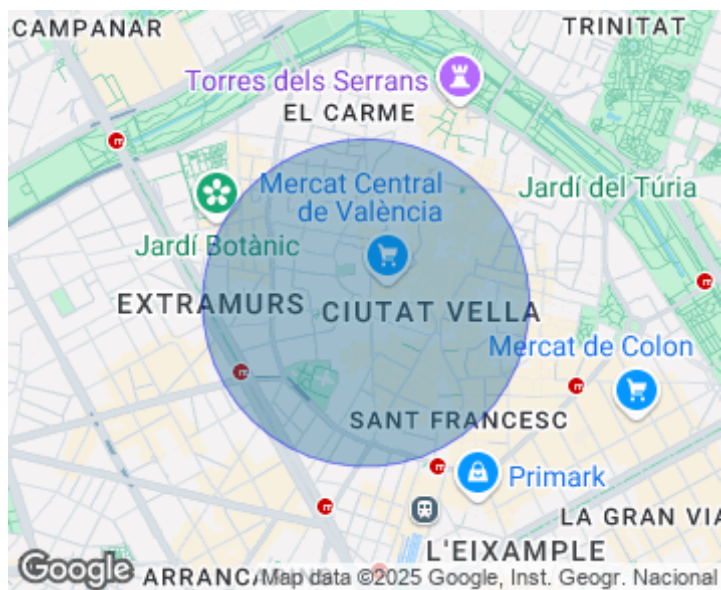 CAMPANAR
TRINITAT
Torres dels Serrans
EL CARME
Mercat Central
de València
Jardí del Túria
Jardí Botànic
EXTRAMURS
CIUTAT VELLA
Mercat de Colon
SANT FRANCESC
Primark
LA GRAN VIA
L'EIXAMPLE
Google
Map data ©2025 Google, Inst. Geogr. Nacional